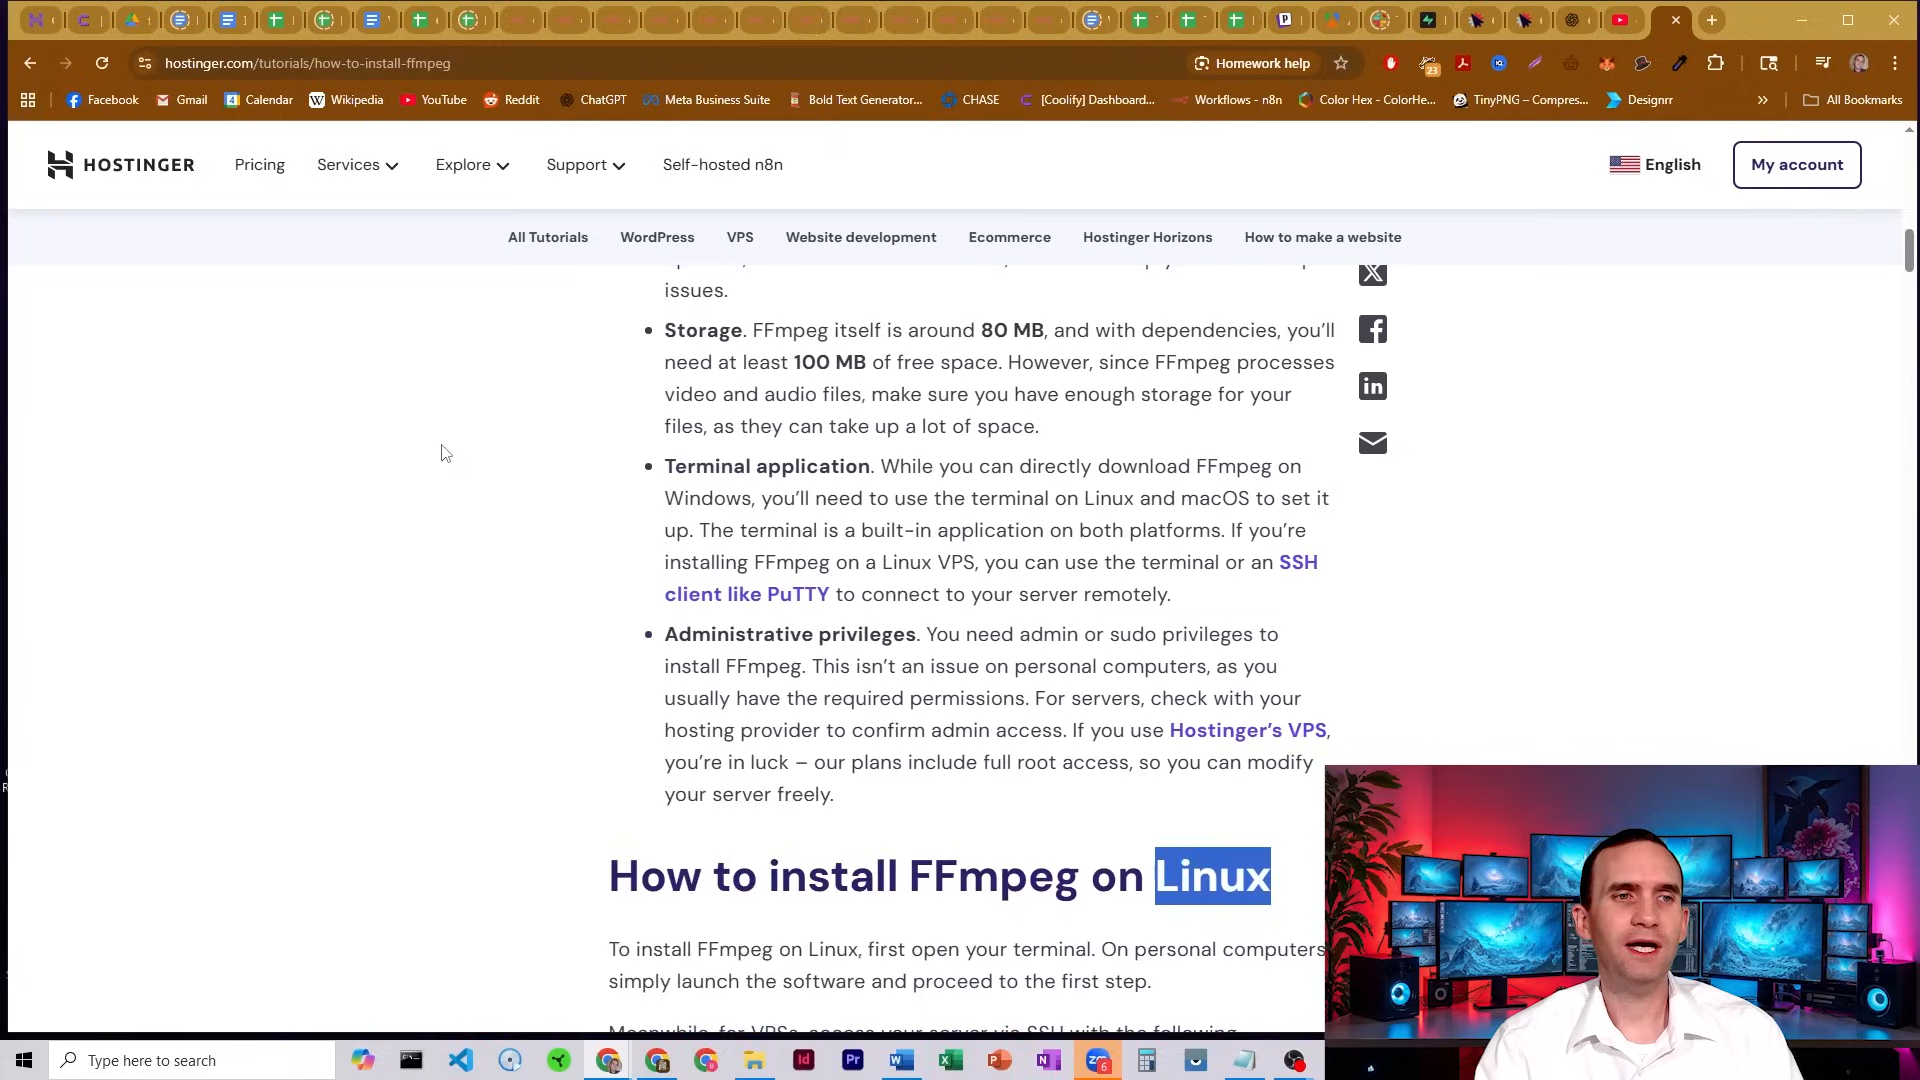 hostinger.com/tutorials/how-to-install-ffmpeg
Homework help
23
Facebook
Gmail
Calendar
Wikipedia
YouTube
Reddit
ChatGPT
Meta Business Suite
Bold Text Generator...
CHASE
[Coolify] Dashboard...
Workflows - n8n
Color Hex - ColorHe...
TinyPNG – Compres...
Designrr
All Bookmarks
HOSTINGER
Pricing
Services
Explore
Support
Self-hosted n8n
English
My account
All Tutorials
WordPress
VPS
Website development
Ecommerce
Hostinger Horizons
How to make a website
issues.
Storage. FFmpeg itself is around 80 MB, and with dependencies, you’ll
need at least 100 MB of free space. However, since FFmpeg processes
video and audio files, make sure you have enough storage for your
files, as they can take up a lot of space.
Terminal application. While you can directly download FFmpeg on
Windows, you’ll need to use the terminal on Linux and macOS to set it
up. The terminal is a built-in application on both platforms. If you’re
installing FFmpeg on a Linux VPS, you can use the terminal or an SSH
client like PuTTY to connect to your server remotely.
Administrative privileges. You need admin or sudo privileges to
install FFmpeg. This isn’t an issue on personal computers, as you
usually have the required permissions. For servers, check with your
hosting provider to confirm admin access. If you use Hostinger’s VPS,
you’re in luck – our plans include full root access, so you can modify
your server freely.
How to install FFmpeg on Linux
To install FFmpeg on Linux, first open your terminal. On personal computers
simply launch the software and proceed to the first step.
Meanwhile, for VPSs, access your server via SSH with the following
Type here to search